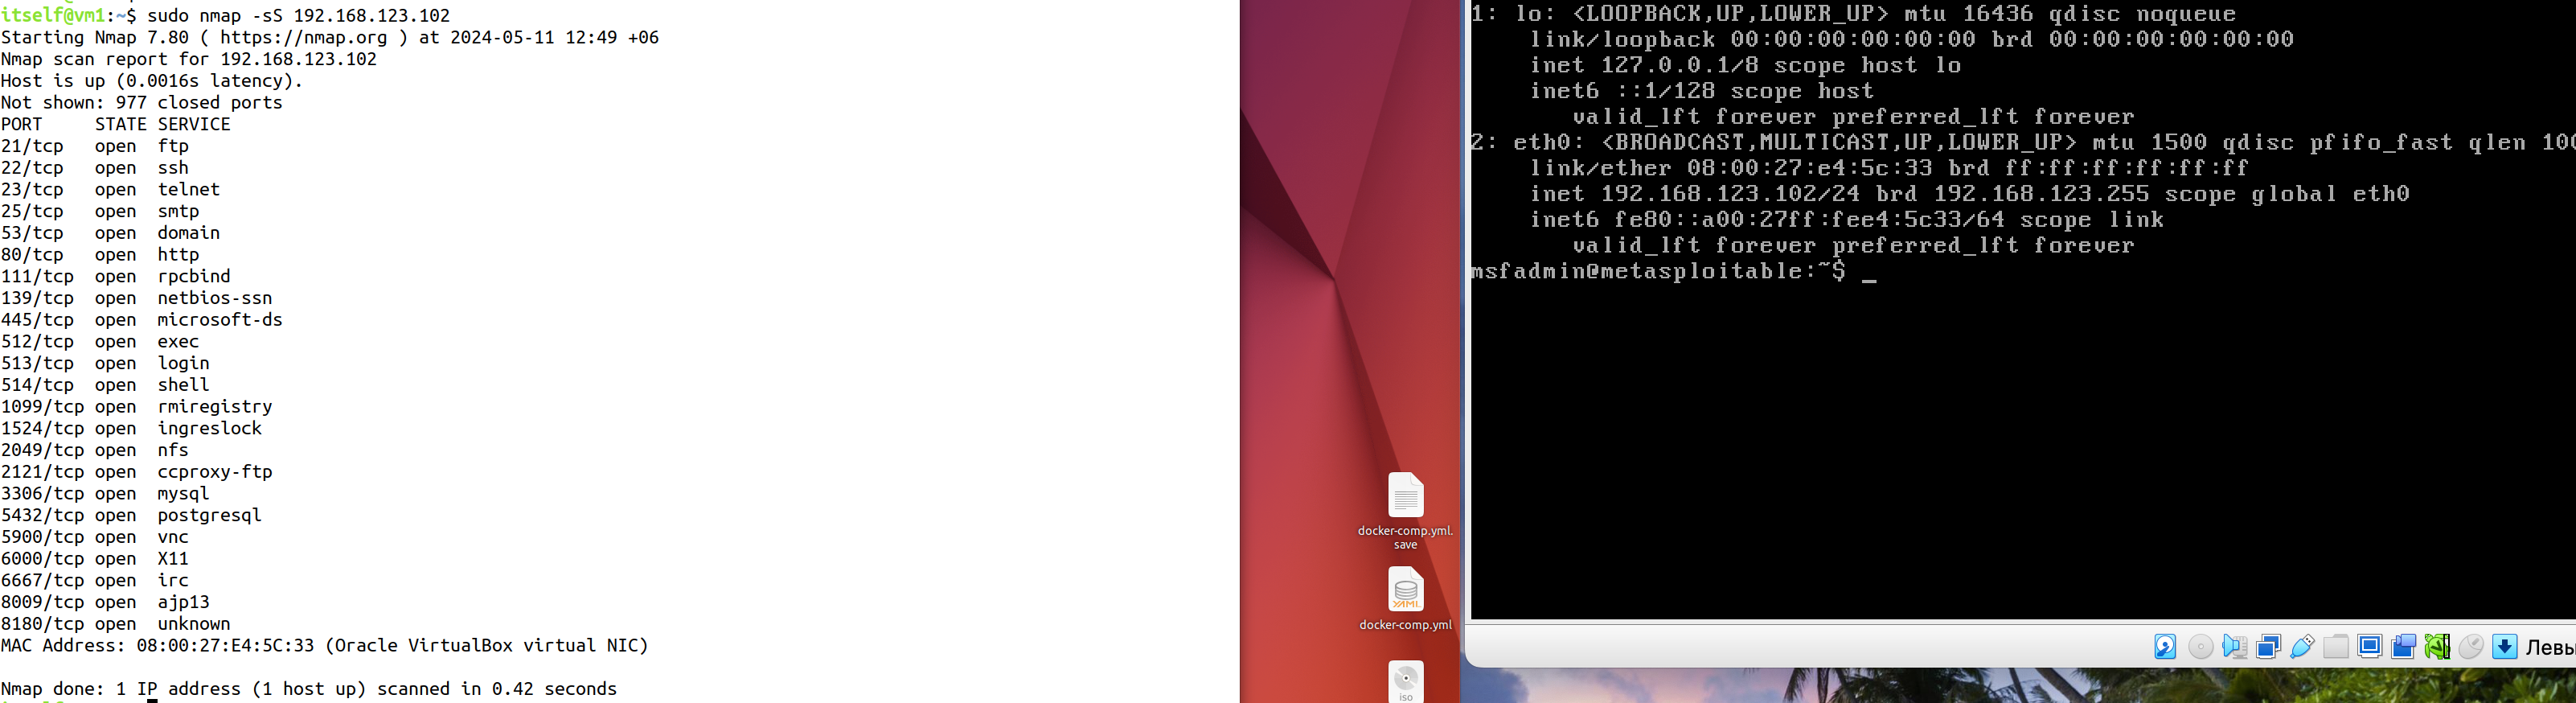 itself@vm1:~$ sudo nmap -sS 192.168.123.102
Starting Nmap 7.80 ( https://nmap.org ) at 2024-05-11 12:49 +06
Nmap scan report for 192.168.123.102
Host is up (0.0016s latency).
Not shown: 977 closed ports
PORT     STATE SERVICE
21/tcp   open  ftp
22/tcp   open  ssh
23/tcp   open  telnet
25/tcp   open  smtp
53/tcp   open  domain
80/tcp   open  http
111/tcp  open  rpcbind
139/tcp  open  netbios-ssn
445/tcp  open  microsoft-ds
512/tcp  open  exec
513/tcp  open  login
514/tcp  open  shell
1099/tcp open  rmiregistry
1524/tcp open  ingreslock
2049/tcp open  nfs
2121/tcp open  ccproxy-ftp
3306/tcp open  mysql
5432/tcp open  postgresql
5900/tcp open  vnc
6000/tcp open  X11
6667/tcp open  irc
8009/tcp open  ajp13
8180/tcp open  unknown
MAC Address: 08:00:27:E4:5C:33 (Oracle VirtualBox virtual NIC)
Nmap done: 1 IP address (1 host up) scanned in 0.42 seconds
docker-comp.yml.
save
YAML
docker-comp.yml
iso
1: lo: <LOOPBACK,UP,LOWER_UP> mtu 16436 qdisc noqueue
link/loopback 00:00:00:00:00:00 brd 00:00:00:00:00:00
inet 127.0.0.1/8 scope host lo
inet6 ::1/128 scope host
valid_lft forever preferred_lft forever
2: eth0: <BROADCAST,MULTICAST,UP,LOWER_UP> mtu 1500 qdisc pfifo_fast qlen 100
link/ether 08:00:27:e4:5c:33 brd ff:ff:ff:ff:ff:ff
inet 192.168.123.102/24 brd 192.168.123.255 scope global eth0
inet6 fe80::a00:27ff:fee4:5c33/64 scope link
valid_lft forever preferred_lft forever
msfadmin@metasploitable:~$ _
Левы